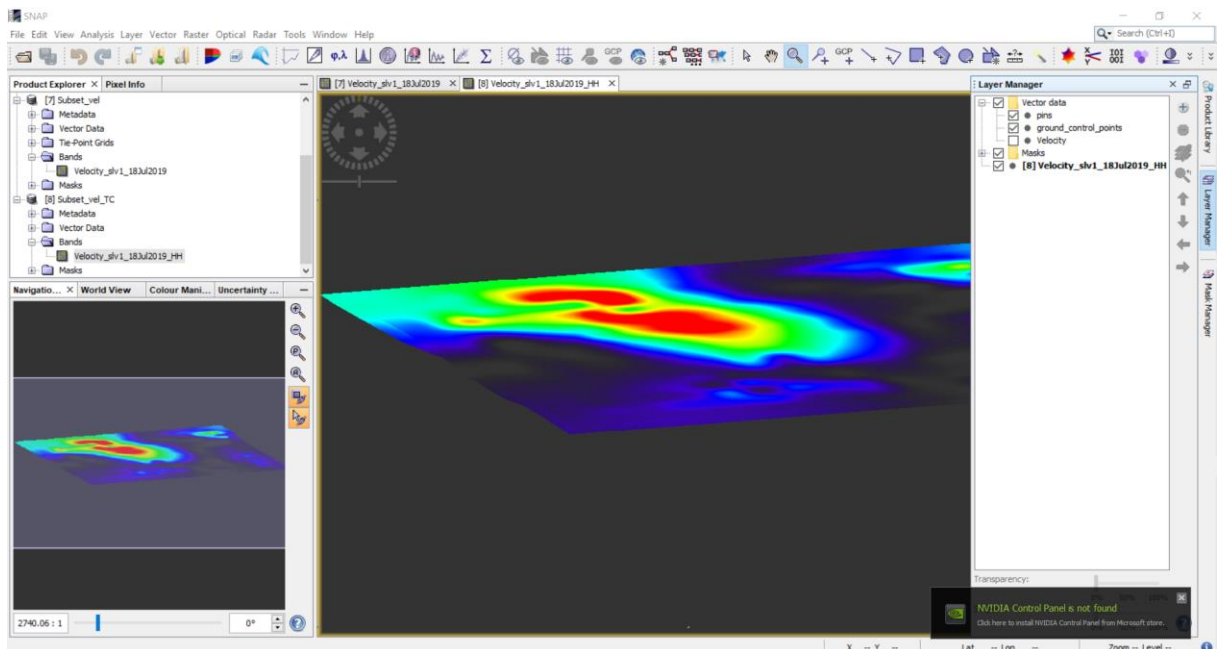 SNAP
File Edit View Analysis Layer Vector Raster Optical Radar Tools Window Help
Search (Ctrl+I)
φ,λ
Σ
GCP
GCP
Product Explorer × Pixel Info
[7] Subset_vel
Metadata
Vector Data
Tie-Point Grids
Bands
Velocity_slv1_18Jul2019
Masks
[8] Subset_vel_TC
Metadata
Vector Data
Bands
Velocity_slv1_18Jul2019_HH
Masks
Navigatio... × World View Colour Mani... Uncertainty ...
2740.06 : 1
0°
[7] Velocity_slv1_18Jul2019 × [8] Velocity_slv1_18Jul2019_HH ×
Layer Manager
Vector data
pins
ground_control_points
Velocity
Masks
[8] Velocity_slv1_18Jul2019_HH
Transparency:
NVIDIA Control Panel is not found
Click here to install NVIDIA Control Panel from Microsoft store.
Product Library
Layer Manager
Mask Manager
X -- Y -- Lat -- Lon -- Zoom -- Level --